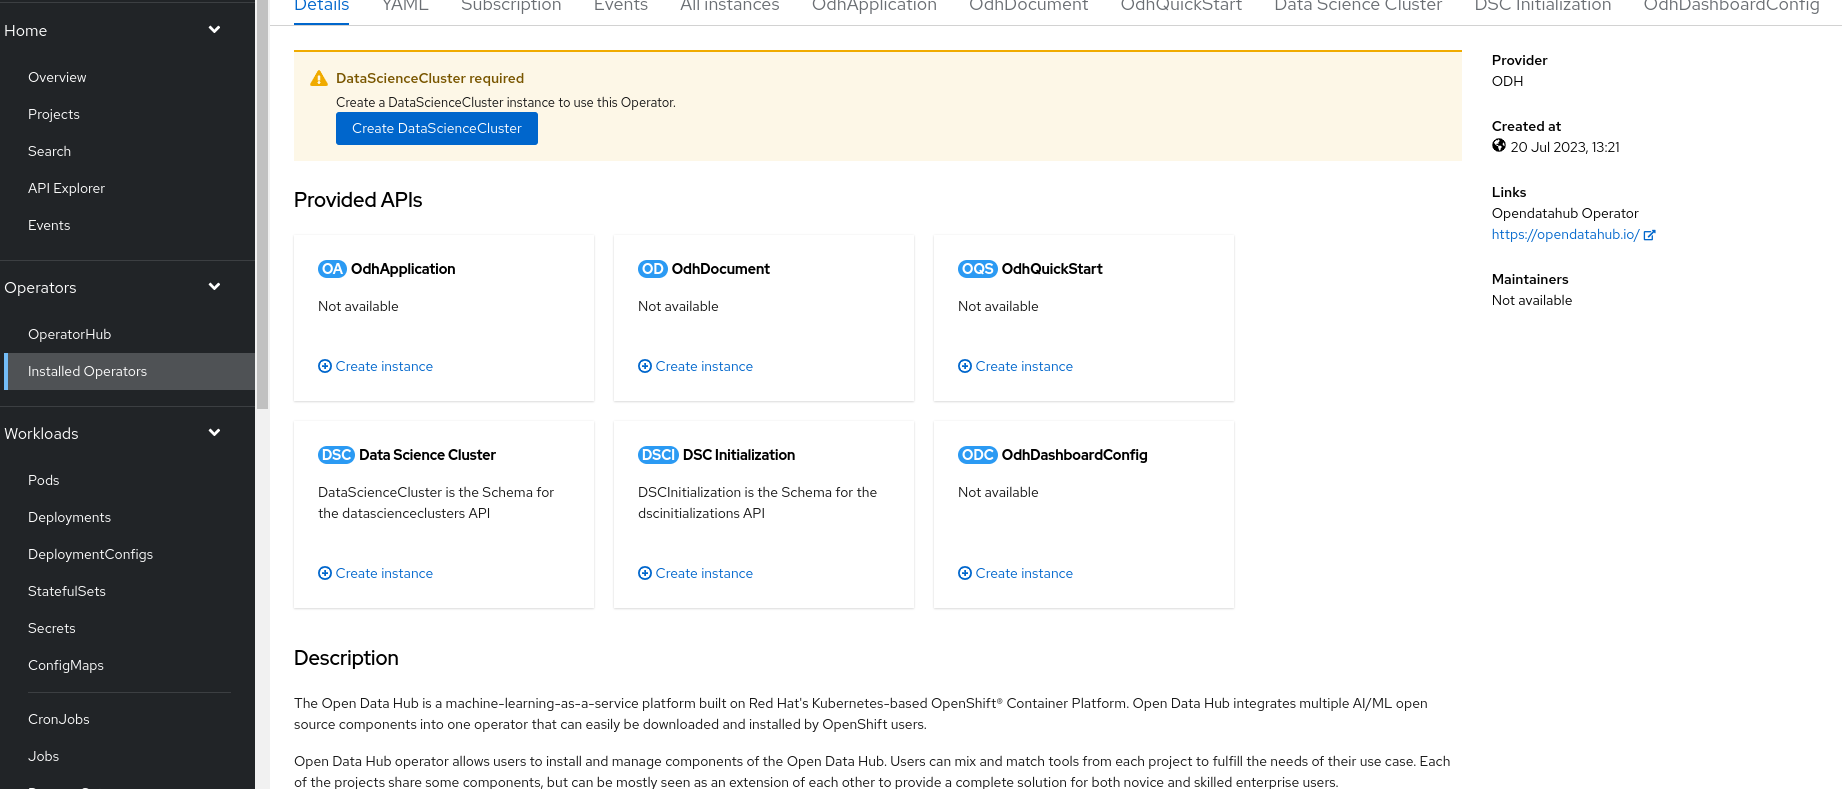 Home
Overview
Projects
Search
API Explorer
Events
Operators
OperatorHub
Installed Operators
Workloads
Pods
Deployments
DeploymentConfigs
StatefulSets
Secrets
ConfigMaps
CronJobs
Jobs
Details YAML Subscription Events All instances OdhApplication OdhDocument OdhQuickStart Data Science Cluster DSC Initialization OdhDashboardConfig
DataScienceCluster required
Create a DataScienceCluster instance to use this Operator.
Create DataScienceCluster
Provided APIs
OA OdhApplication
Not available
Create instance
OD OdhDocument
Not available
Create instance
OQS OdhQuickStart
Not available
Create instance
DSC Data Science Cluster
DataScienceCluster is the Schema for
the datascienceclusters API
Create instance
DSCI DSC Initialization
DSCInitialization is the Schema for the
dscinitializations API
Create instance
ODC OdhDashboardConfig
Not available
Create instance
Description
The Open Data Hub is a machine-learning-as-a-service platform built on Red Hat's Kubernetes-based OpenShift® Container Platform. Open Data Hub integrates multiple AI/ML open
source components into one operator that can easily be downloaded and installed by OpenShift users.
Open Data Hub operator allows users to install and manage components of the Open Data Hub. Users can mix and match tools from each project to fulfill the needs of their use case. Each
of the projects share some components, but can be mostly seen as an extension of each other to provide a complete solution for both novice and skilled enterprise users.
Provider
ODH
Created at
20 Jul 2023, 13:21
Links
Opendatahub Operator
https://opendatahub.io/
Maintainers
Not available